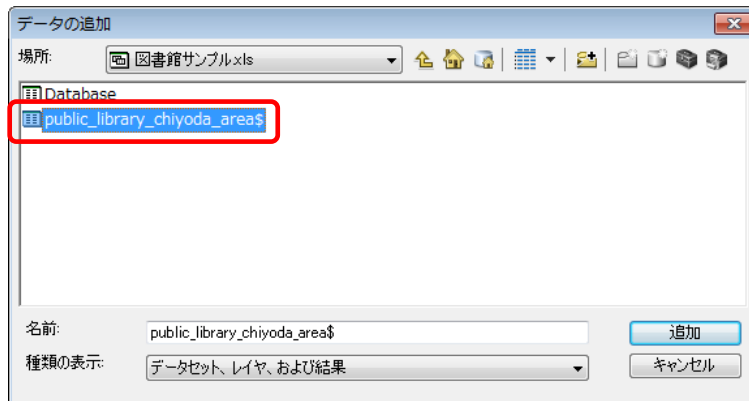 データの追加
場所: 図書館サンプル.xls
Database
public_library_chiyoda_area$
名前: public_library_chiyoda_area$ 追加
種類の表示: データセット、レイヤ、および結果 キャンセル